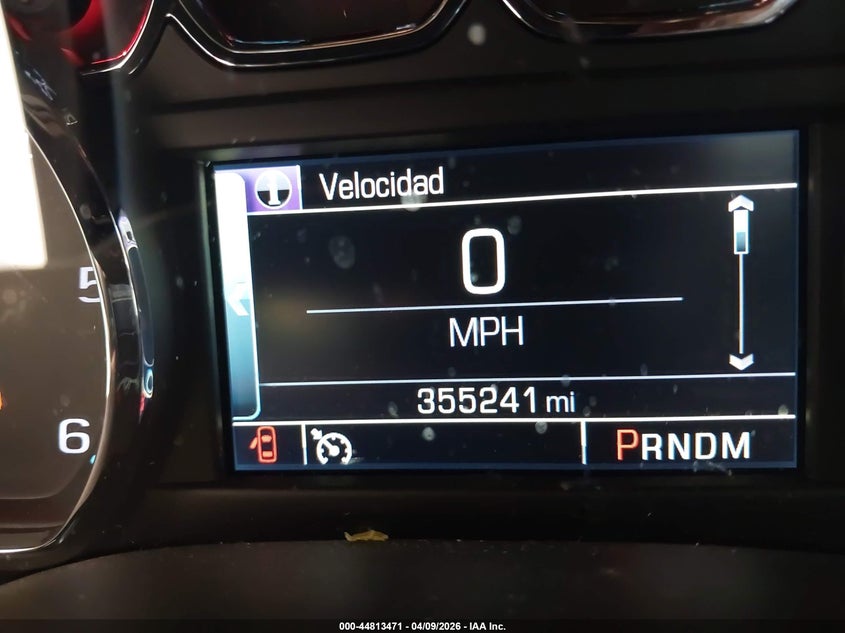 Velocidad
0
MPH
5
355241 mi
6
PRNDM
000-44813471 - 04/09/2026 - IAA Inc.